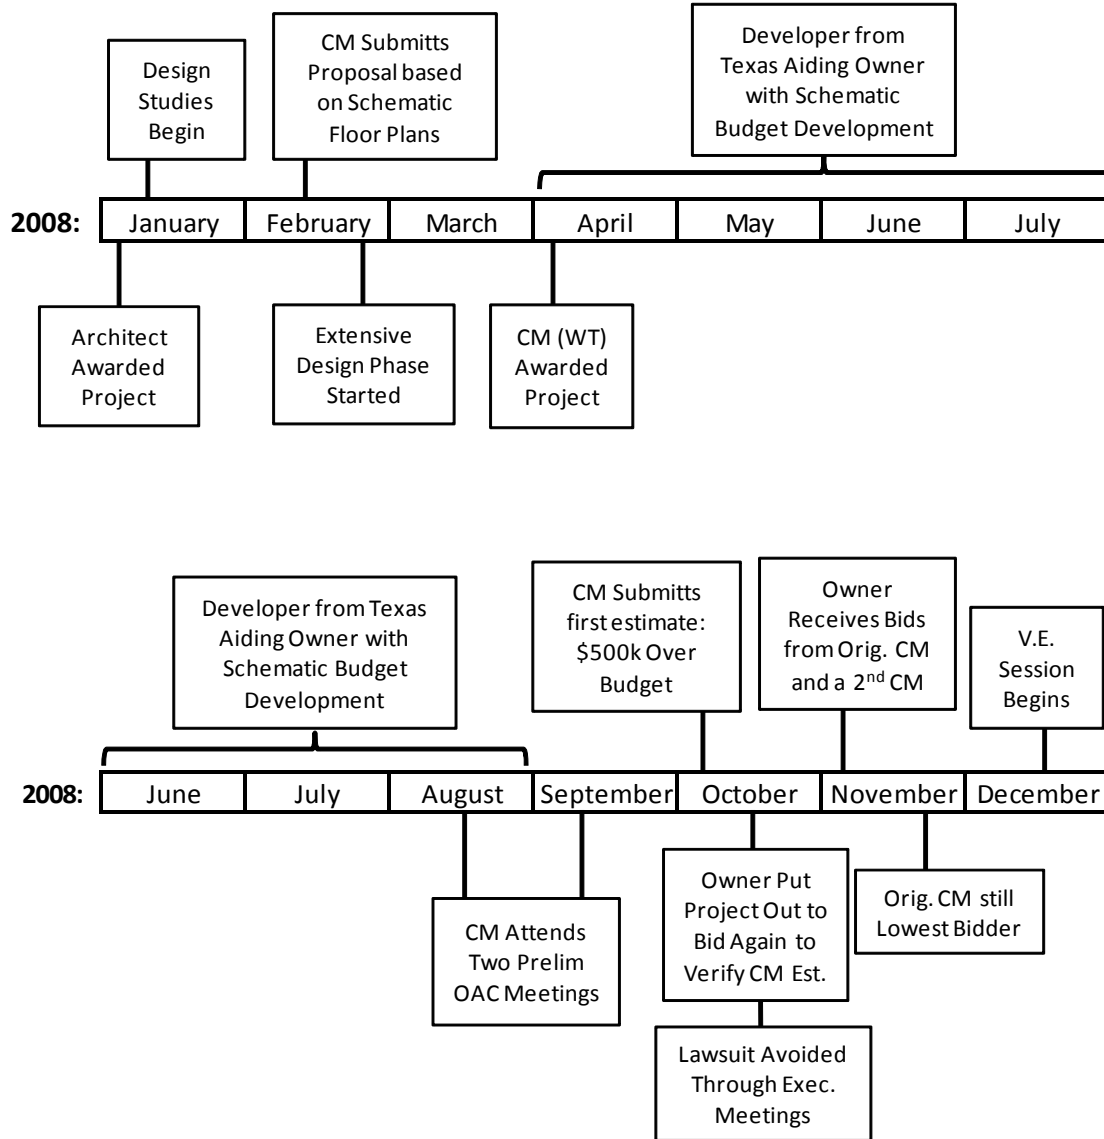 Design
Studies
Begin
CM Submitts
Proposal based
on Schematic
Floor Plans
Developer from
Texas Aiding Owner
with Schematic
Budget Development
2008:
January
February
March
April
May
June
July
Architect
Awarded
Project
Extensive
Design Phase
Started
CM (WT)
Awarded
Project
Developer from Texas
Aiding Owner with
Schematic Budget
Development
CM Submitts
first estimate:
$500k Over
Budget
Owner
Receives Bids
from Orig. CM
and a 2nd CM
V.E.
Session
Begins
2008:
June
July
August
September
October
November
December
CM Attends
Two Prelim
OAC Meetings
Owner Put
Project Out to
Bid Again to
Verify CM Est.
Orig. CM still
Lowest Bidder
Lawsuit Avoided
Through Exec.
Meetings